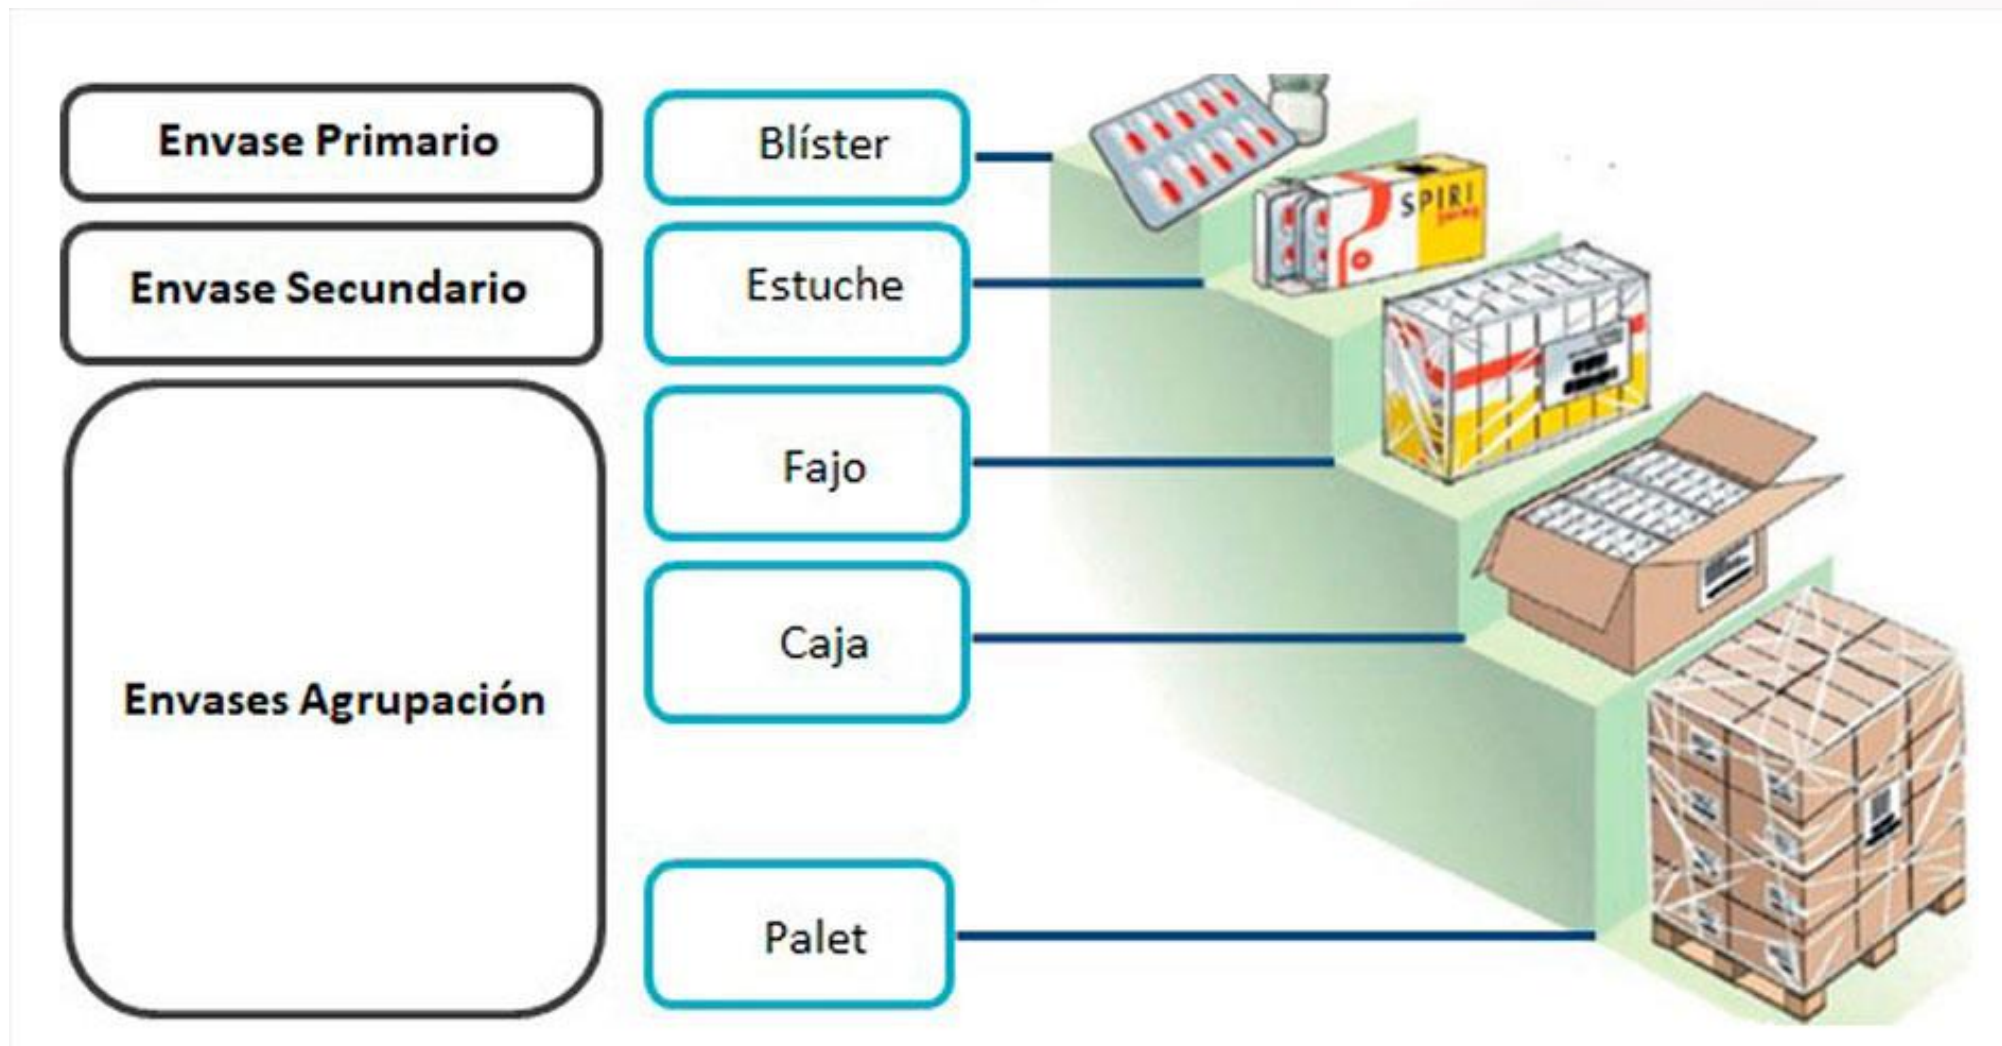 Envase Primario
Blíster
Envase Secundario
Estuche
Envases Agrupación
Fajo
Caja
Palet
SPIRI